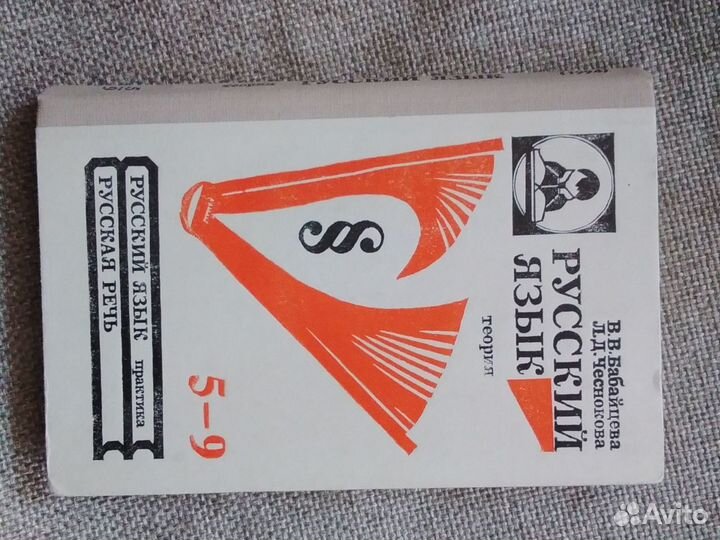 В.В.Бабайцева
Л.Д.Чеснокова
РУССКИЙ
ЯЗЫК
теория
§
5–9
РУССКИЙ ЯЗЫК практика
РУССКАЯ РЕЧЬ
Avito